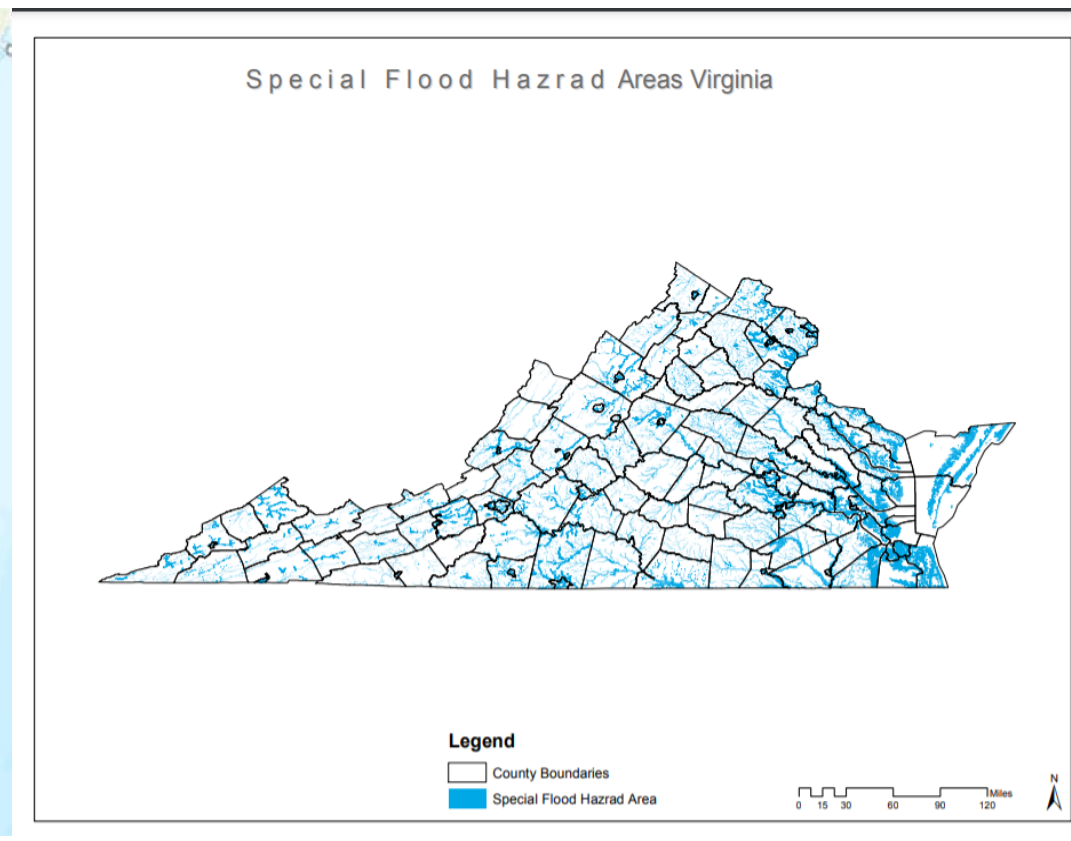 Special Flood Hazrad Areas Virginia
Legend
County Boundaries
Special Flood Hazrad Area
N
Miles
0 15 30 60 90 120